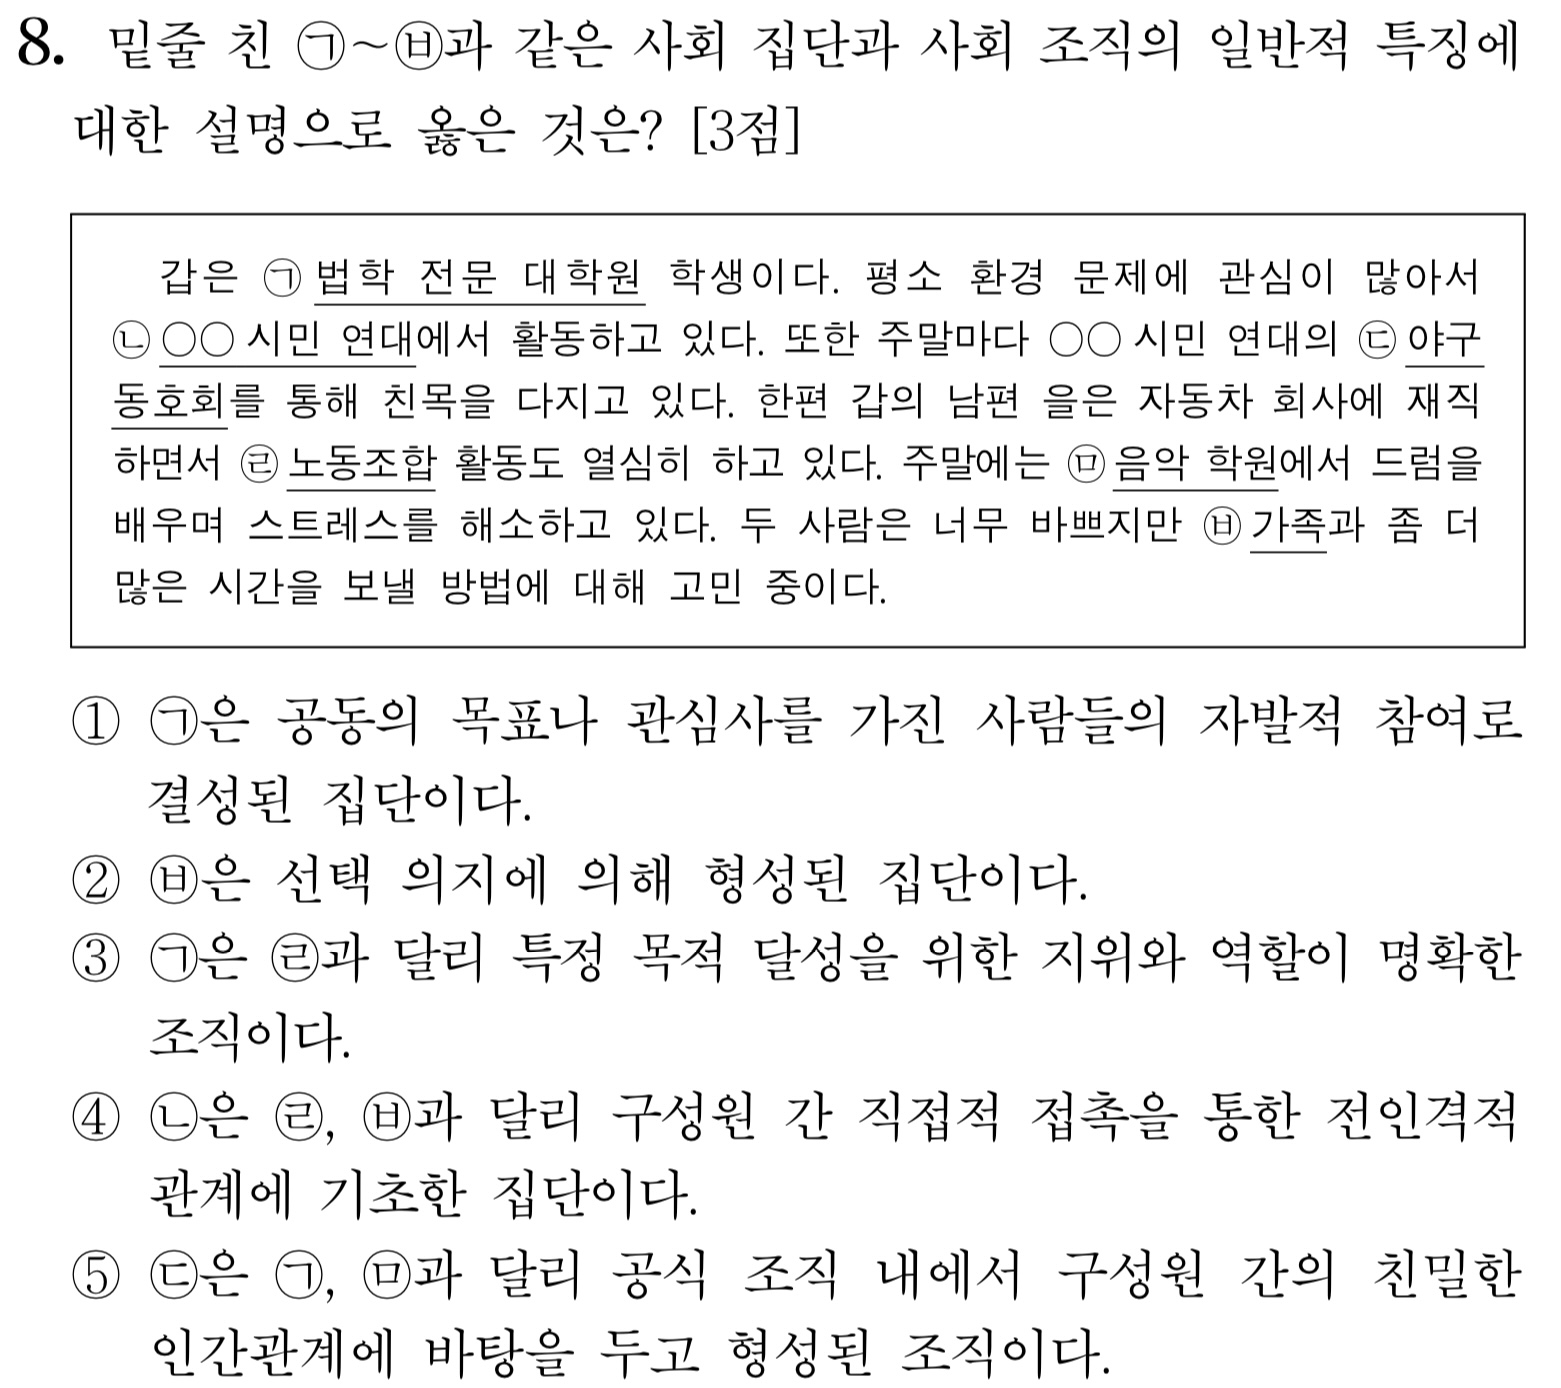 8. 밑줄 친 ㉠~㉥과 같은 사회 집단과 사회 조직의 일반적 특징에
대한 설명으로 옳은 것은? [3점]
갑은 ㉠ 법학 전문 대학원 학생이다. 평소 환경 문제에 관심이 많아서
㉡ ○○ 시민 연대에서 활동하고 있다. 또한 주말마다 ○○ 시민 연대의 ㉢ 야구
동호회를 통해 친목을 다지고 있다. 한편 갑의 남편 을은 자동차 회사에 재직
하면서 ㉣ 노동조합 활동도 열심히 하고 있다. 주말에는 ㉤ 음악 학원에서 드럼을
배우며 스트레스를 해소하고 있다. 두 사람은 너무 바쁘지만 ㉥ 가족과 좀 더
많은 시간을 보낼 방법에 대해 고민 중이다.
① ㉠은 공동의 목표나 관심사를 가진 사람들의 자발적 참여로
결성된 집단이다.
② ㉥은 선택 의지에 의해 형성된 집단이다.
③ ㉠은 ㉣과 달리 특정 목적 달성을 위한 지위와 역할이 명확한
조직이다.
④ ㉡은 ㉣, ㉥과 달리 구성원 간 직접적 접촉을 통한 전인격적
관계에 기초한 집단이다.
⑤ ㉢은 ㉠, ㉤과 달리 공식 조직 내에서 구성원 간의 친밀한
인간관계에 바탕을 두고 형성된 조직이다.